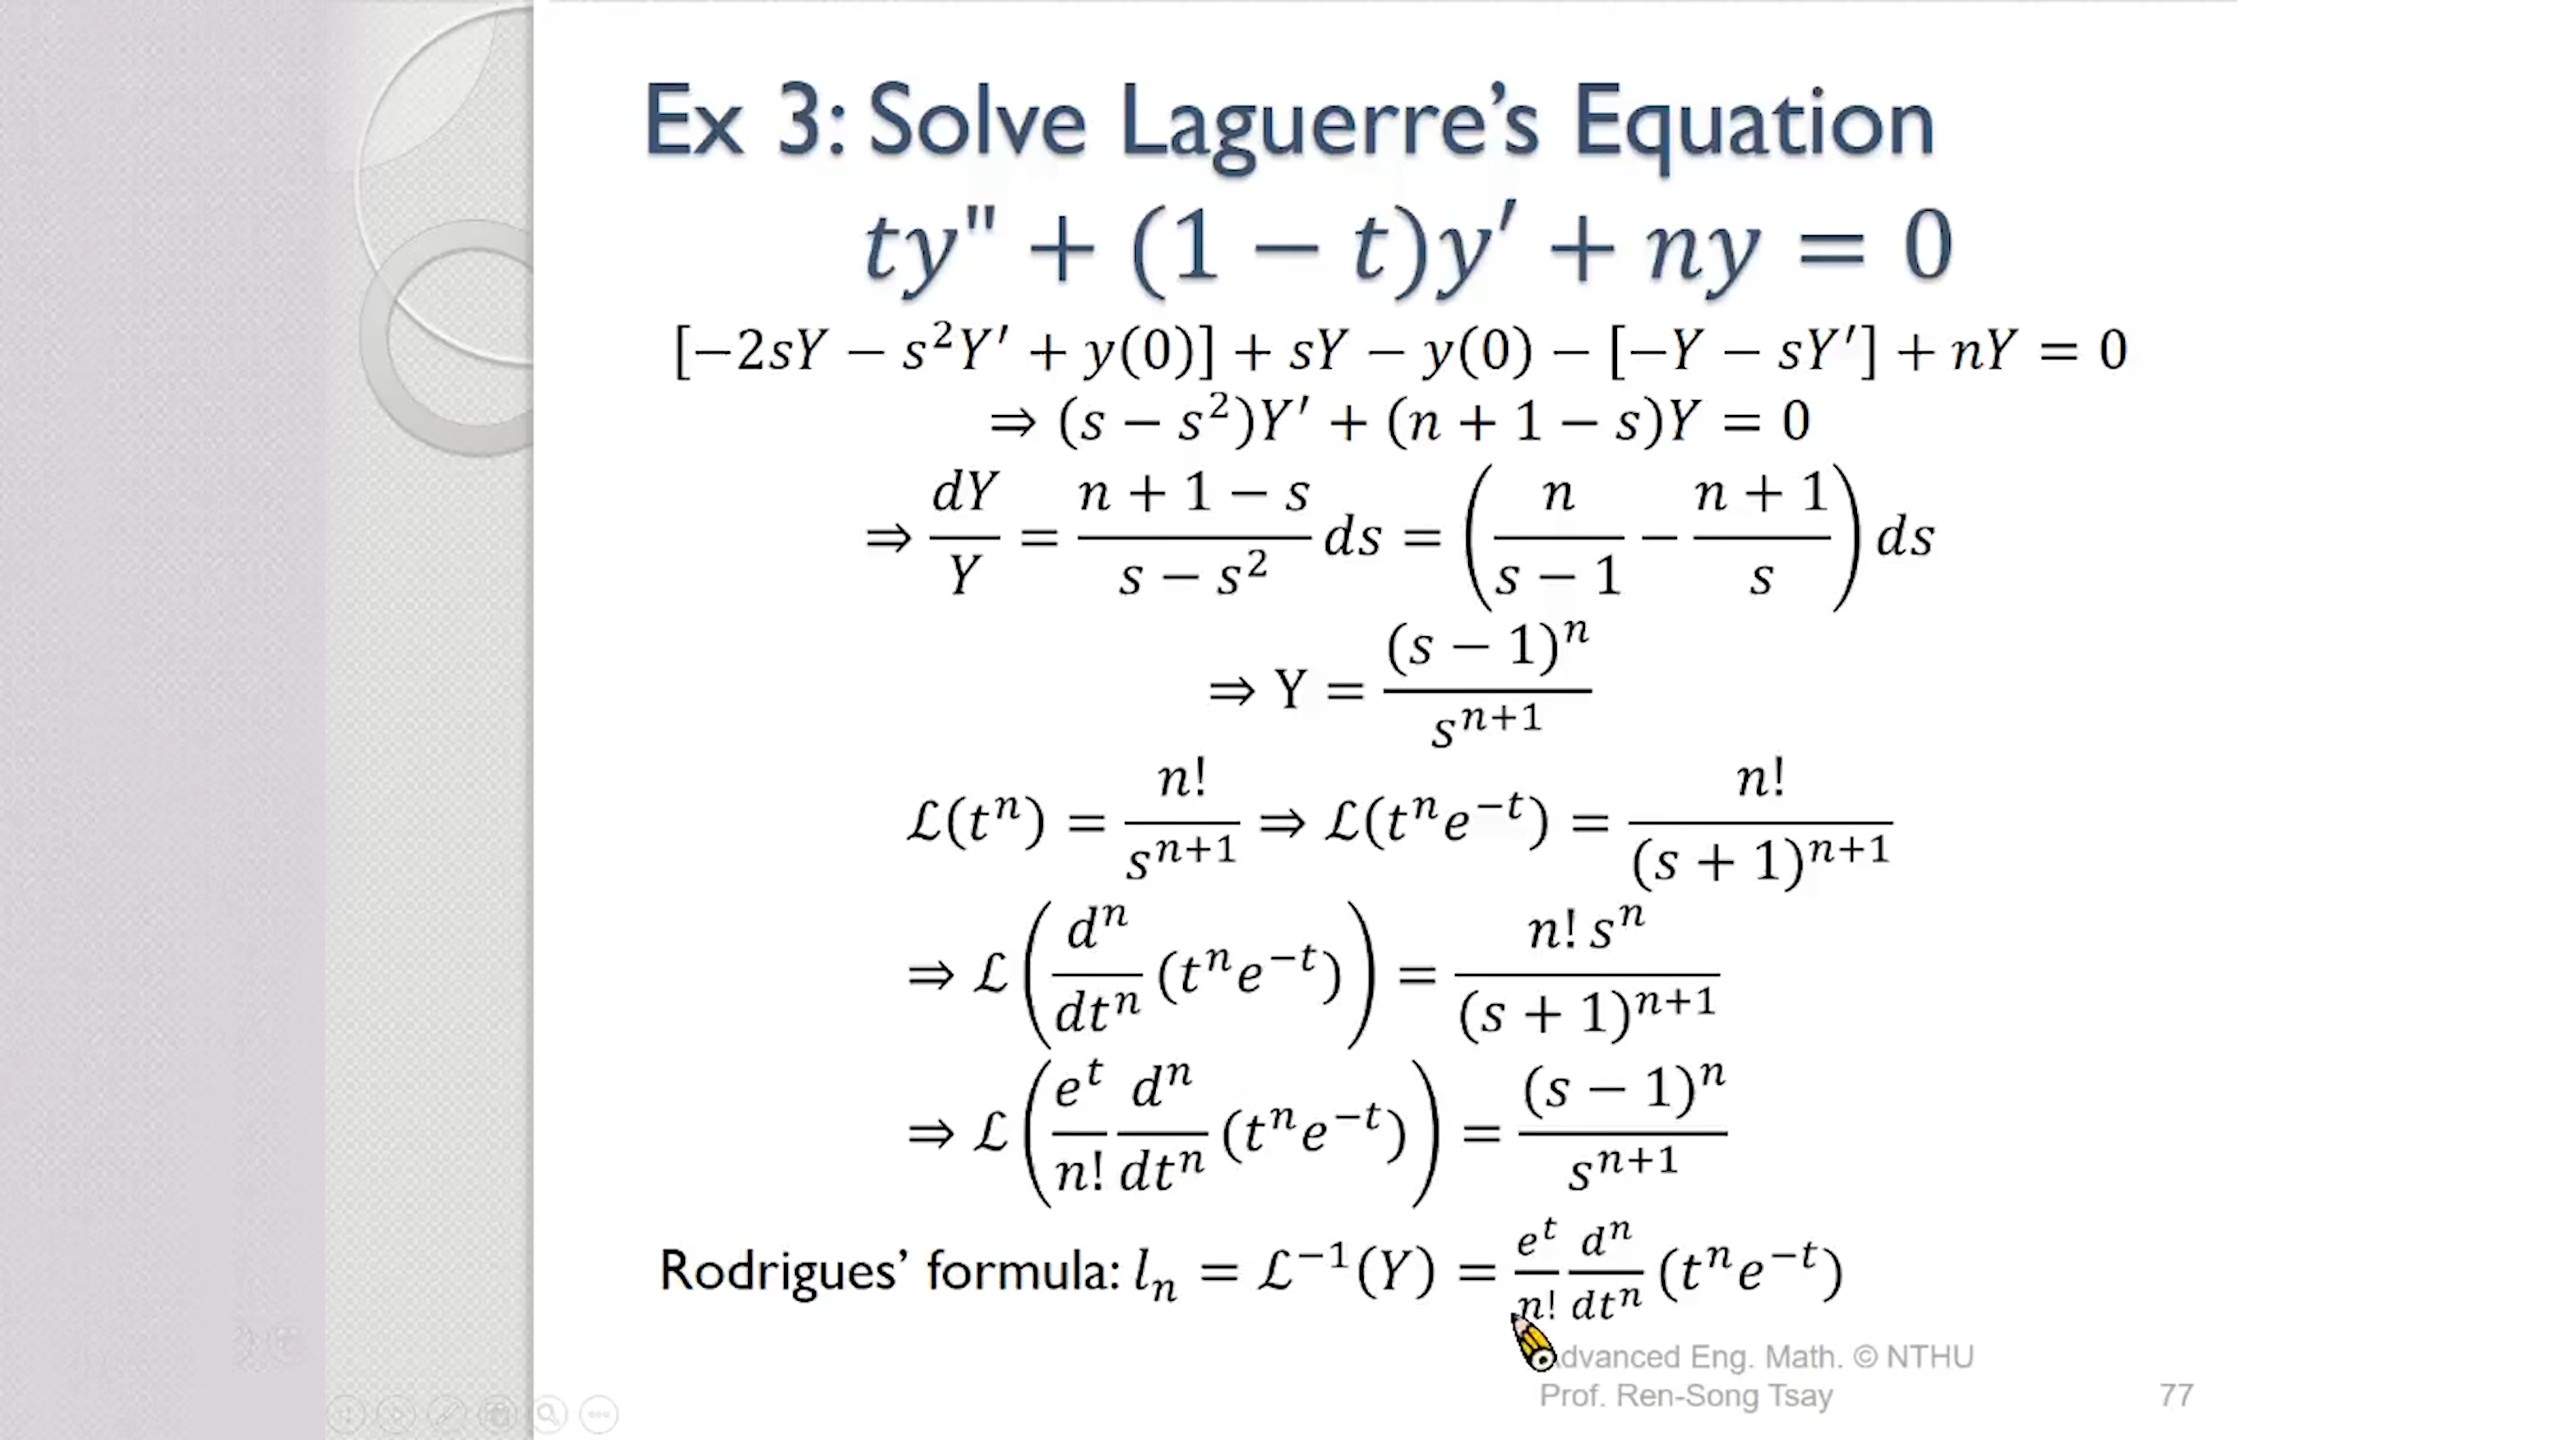 Ex 3: Solve Laguerre's Equation
ty" + (1 − t)y′ + ny = 0
[−2sY − s²Y′ + y(0)] + sY − y(0) − [−Y − sY′] + nY = 0
⇒ (s − s²)Y′ + (n + 1 − s)Y = 0
⇒ dY/Y = (n + 1 − s)/(s − s²) ds = (n/(s − 1) − (n + 1)/s) ds
⇒ Y = (s − 1)ⁿ/sⁿ⁺¹
ℒ(tⁿ) = n!/sⁿ⁺¹ ⇒ ℒ(tⁿe⁻ᵗ) = n!/(s + 1)ⁿ⁺¹
⇒ ℒ(dⁿ/dtⁿ (tⁿe⁻ᵗ)) = n! sⁿ/(s + 1)ⁿ⁺¹
⇒ ℒ(eᵗ/n! dⁿ/dtⁿ (tⁿe⁻ᵗ)) = (s − 1)ⁿ/sⁿ⁺¹
Rodrigues' formula: lₙ = ℒ⁻¹(Y) = eᵗ/n! dⁿ/dtⁿ (tⁿe⁻ᵗ)
dvanced Eng. Math. © NTHU
Prof. Ren-Song Tsay
77